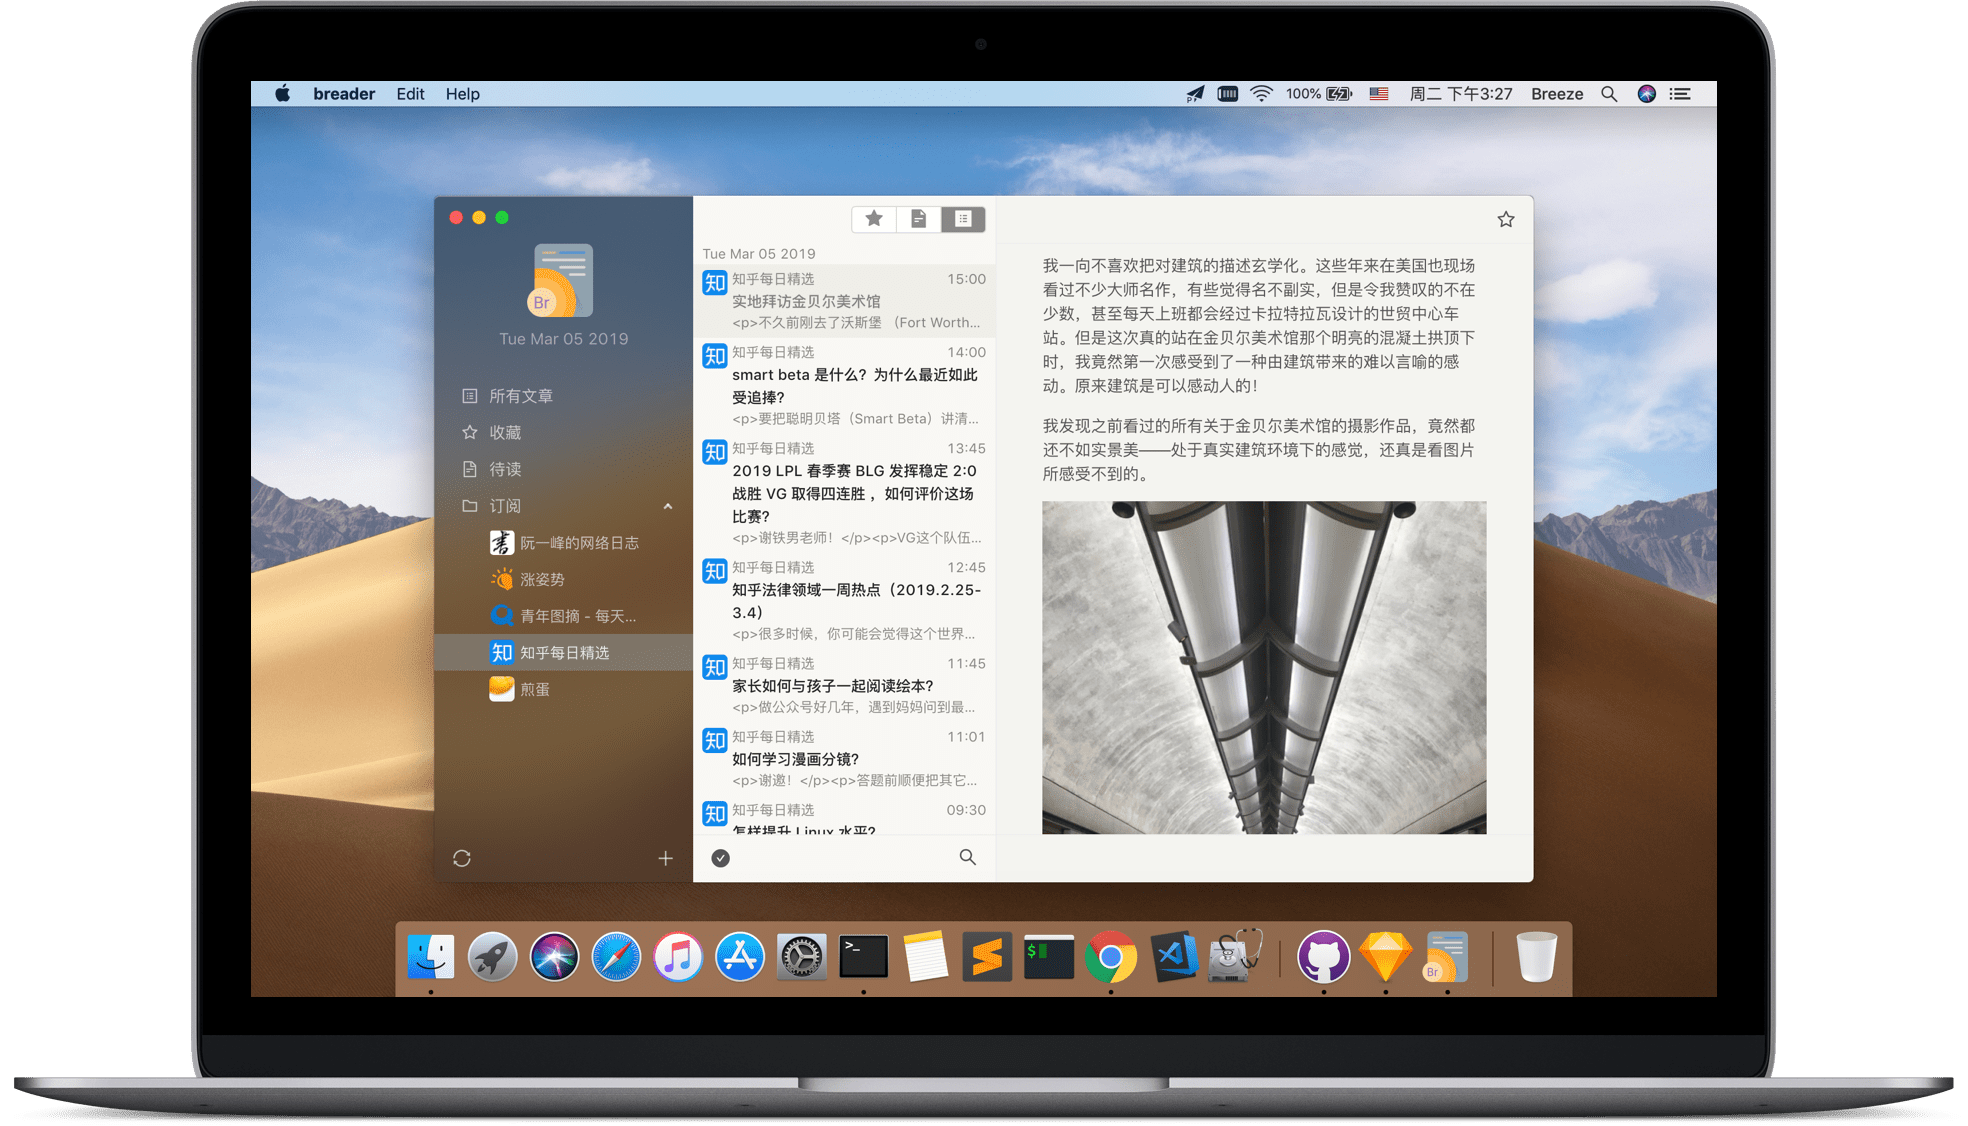 breader Edit Help
100% 周二 下午3:27 Breeze
Br
Tue Mar 05 2019
所有文章
收藏
待读
订阅
阮一峰的网络日志
涨姿势
青年图摘 - 每天...
知 知乎每日精选
煎蛋
Tue Mar 05 2019
知 知乎每日精选 15:00
实地拜访金贝尔美术馆
<p>不久前刚去了沃斯堡 （Fort Worth...
知 知乎每日精选 14:00
smart beta 是什么？为什么最近如此
受追捧？
<p>要把聪明贝塔（Smart Beta）讲清...
知 知乎每日精选 13:45
2019 LPL 春季赛 BLG 发挥稳定 2:0
战胜 VG 取得四连胜 ，如何评价这场
比赛？
<p>谢铁男老师！</p><p>VG这个队伍...
知 知乎每日精选 12:45
知乎法律领域一周热点（2019.2.25-
3.4）
<p>很多时候，你可能会觉得这个世界...
知 知乎每日精选 11:45
家长如何与孩子一起阅读绘本？
<p>做公众号好几年，遇到妈妈问到最...
知 知乎每日精选 11:01
如何学习漫画分镜？
<p>谢邀！</p><p>答题前顺便把其它...
知 知乎每日精选 09:30
怎样提升 Linux 水平？
我一向不喜欢把对建筑的描述玄学化。这些年来在美国也现场
看过不少大师名作，有些觉得名不副实，但是令我赞叹的不在
少数，甚至每天上班都会经过卡拉特拉瓦设计的世贸中心车
站。但是这次真的站在金贝尔美术馆那个明亮的混凝土拱顶下
时，我竟然第一次感受到了一种由建筑带来的难以言喻的感
动。原来建筑是可以感动人的！
我发现之前看过的所有关于金贝尔美术馆的摄影作品，竟然都
还不如实景美——处于真实建筑环境下的感觉，还真是看图片
所感受不到的。
>_
$
Br